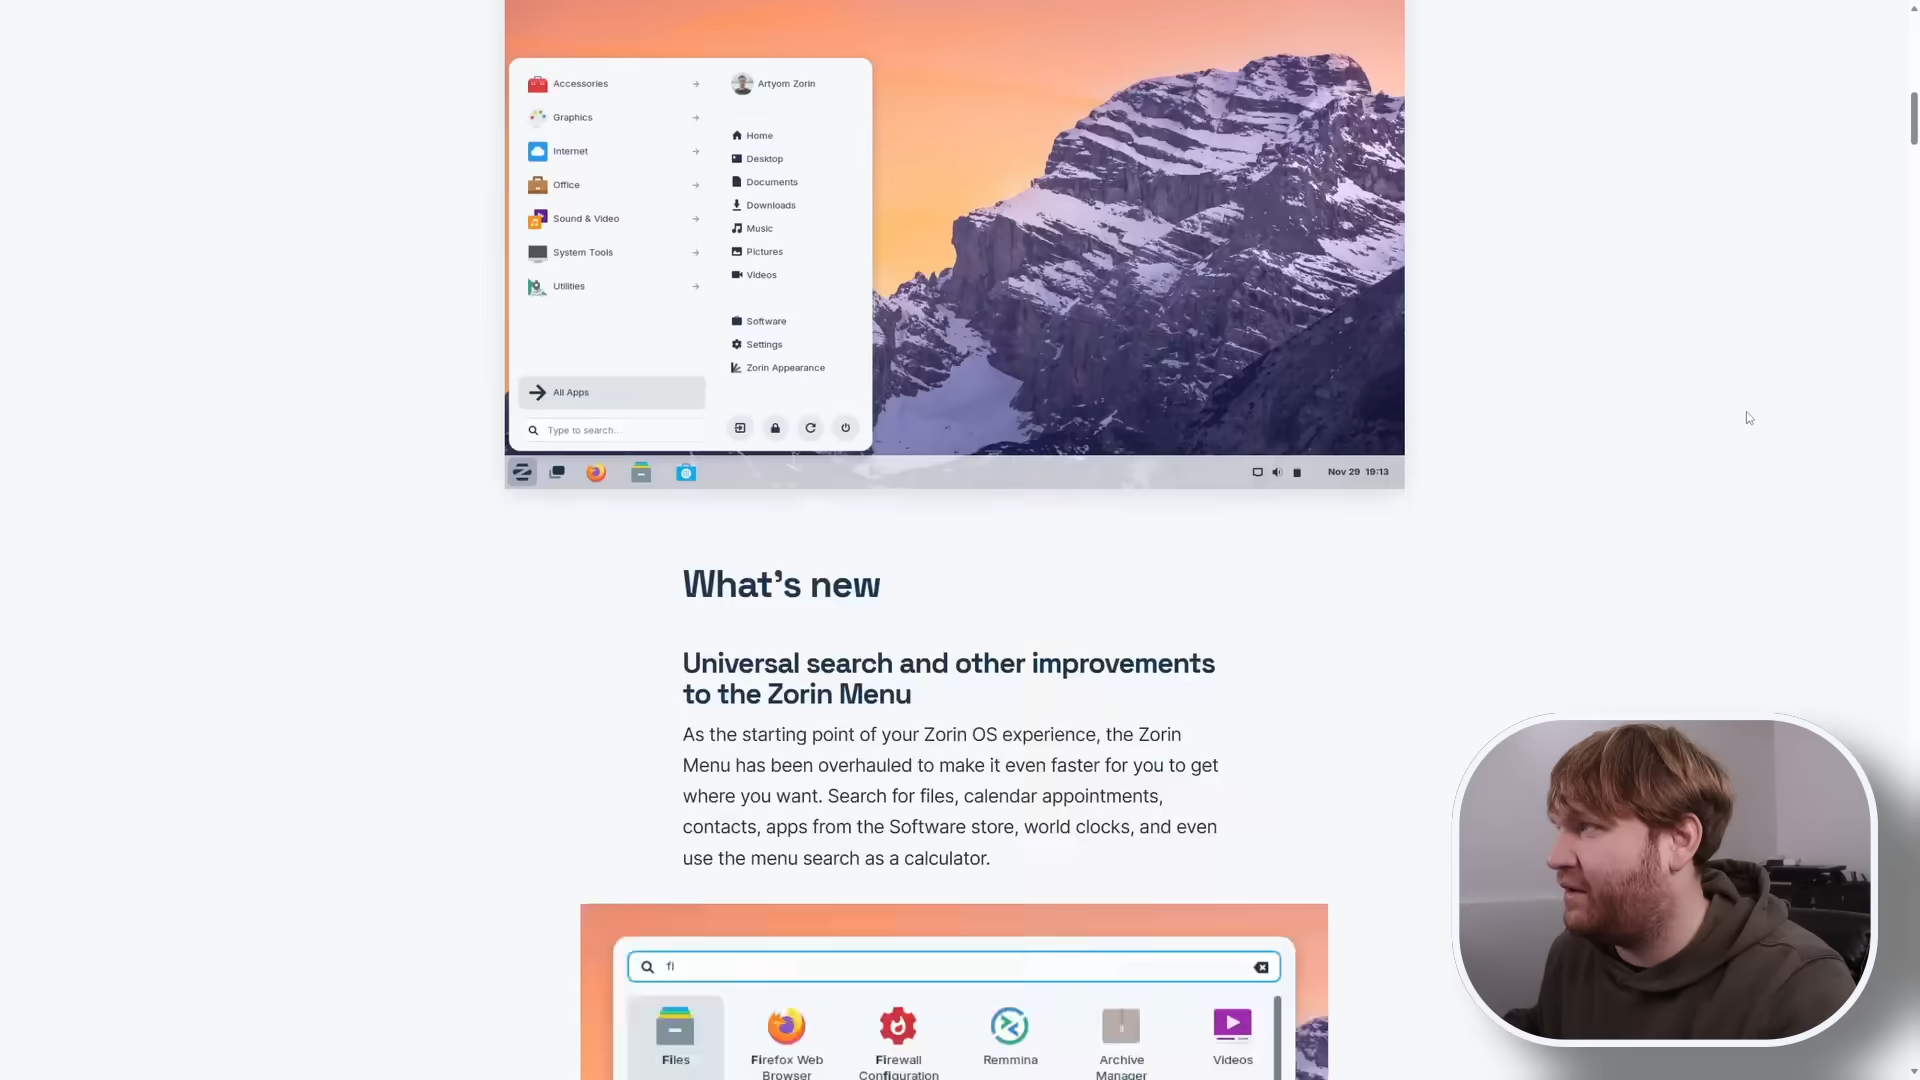 Accessories
Graphics
Internet
Office
Sound & Video
System Tools
Utilities
All Apps
Type to search...
Artyom Zorin
Home
Desktop
Documents
Downloads
Music
Pictures
Videos
Software
Settings
Zorin Appearance
Nov 29 19:13
What's new
Universal search and other improvements
to the Zorin Menu
As the starting point of your Zorin OS experience, the Zorin
Menu has been overhauled to make it even faster for you to get
where you want. Search for files, calendar appointments,
contacts, apps from the Software store, world clocks, and even
use the menu search as a calculator.
fi
Files
Firefox Web
Browser
Firewall
Configuration
Remmina
Archive
Manager
Videos